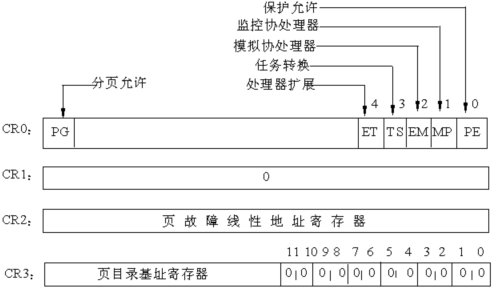 保护允许
监控协处理器
模拟协处理器
任务转换
分页允许 处理器扩展
4 3 2 1 0
CR0: PG ET TS EM MP PE
CR1: 0
CR2: 页故障线性地址寄存器
11 10 9 8 7 6 5 4 3 2 1 0
CR3: 页目录基址寄存器 0 0 0 0 0 0 0 0 0 0 0 0